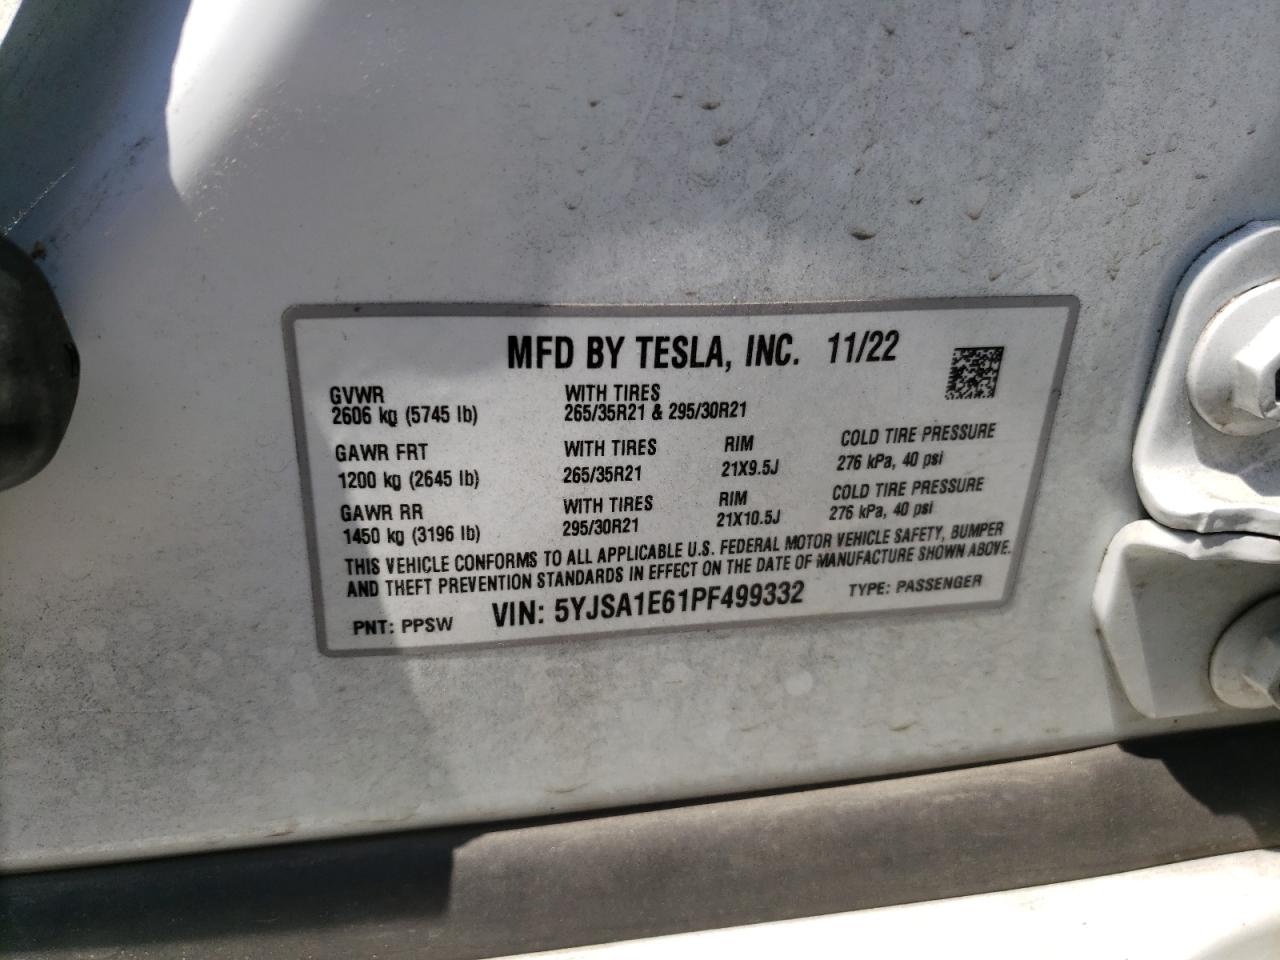 MFD BY TESLA, INC. 11/22
GVWR WITH TIRES
2606 kg (5745 lb) 265/35R21 & 295/30R21
GAWR FRT WITH TIRES RIM COLD TIRE PRESSURE
1200 kg (2645 lb) 265/35R21 21X9.5J 276 kPa, 40 psi
GAWR RR WITH TIRES RIM COLD TIRE PRESSURE
1450 kg (3196 lb) 295/30R21 21X10.5J 276 kPa, 40 psi
THIS VEHICLE CONFORMS TO ALL APPLICABLE U.S. FEDERAL MOTOR VEHICLE SAFETY, BUMPER
AND THEFT PREVENTION STANDARDS IN EFFECT ON THE DATE OF MANUFACTURE SHOWN ABOVE.
PNT: PPSW VIN: 5YJSA1E61PF499332 TYPE: PASSENGER